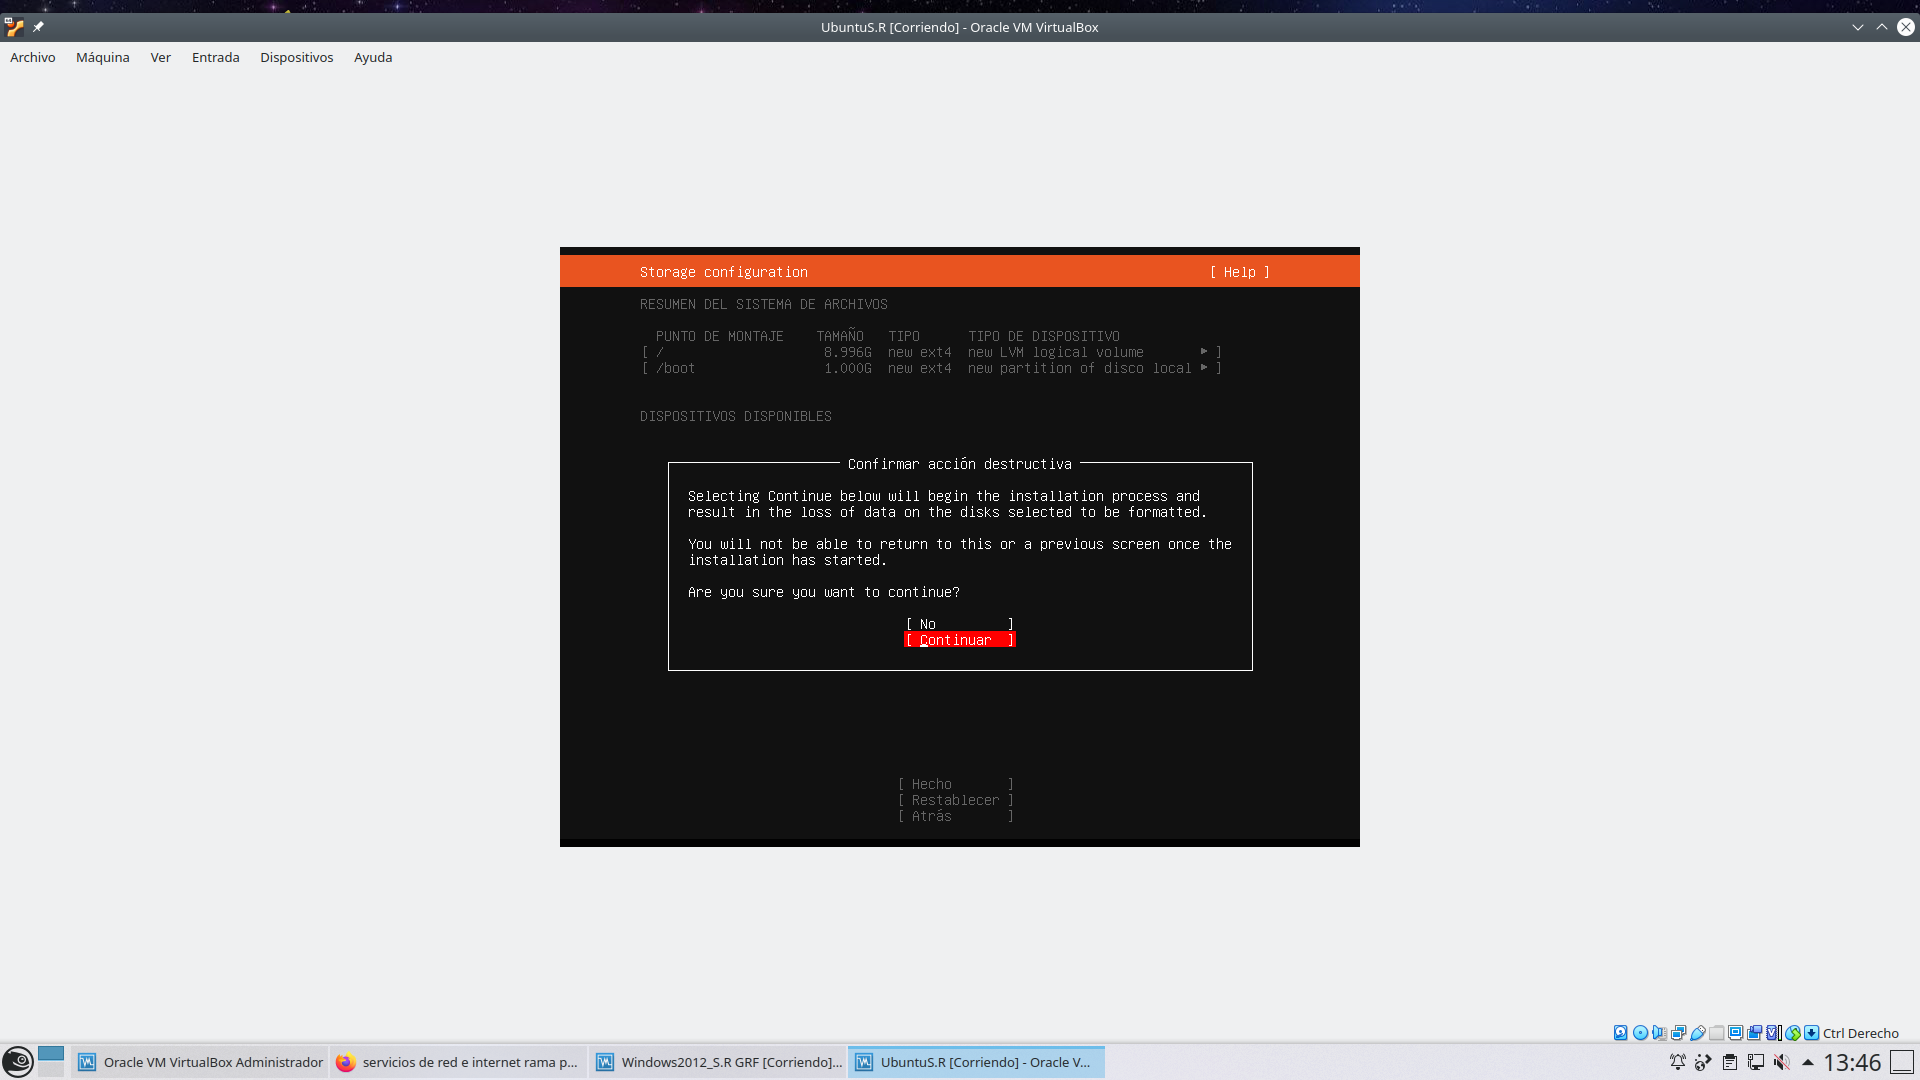 UbuntuS.R [Corriendo] - Oracle VM VirtualBox
Archivo Máquina Ver Entrada Dispositivos Ayuda
Storage configuration [ Help ]
RESUMEN DEL SISTEMA DE ARCHIVOS
PUNTO DE MONTAJE TAMAÑO TIPO TIPO DE DISPOSITIVO
[ / 8.996G new ext4 new LVM logical volume ▸ ]
[ /boot 1.000G new ext4 new partition of disco local ▸ ]
DISPOSITIVOS DISPONIBLES
Confirmar acción destructiva
Selecting Continue below will begin the installation process and
result in the loss of data on the disks selected to be formatted.
You will not be able to return to this or a previous screen once the
installation has started.
Are you sure you want to continue?
[ No ]
[ Continuar ]
[ Hecho ]
[ Restablecer ]
[ Atrás ]
Ctrl Derecho
Oracle VM VirtualBox Administrador servicios de red e internet rama p... Windows2012_S.R GRF [Corriendo]... UbuntuS.R [Corriendo] - Oracle V... 13:46